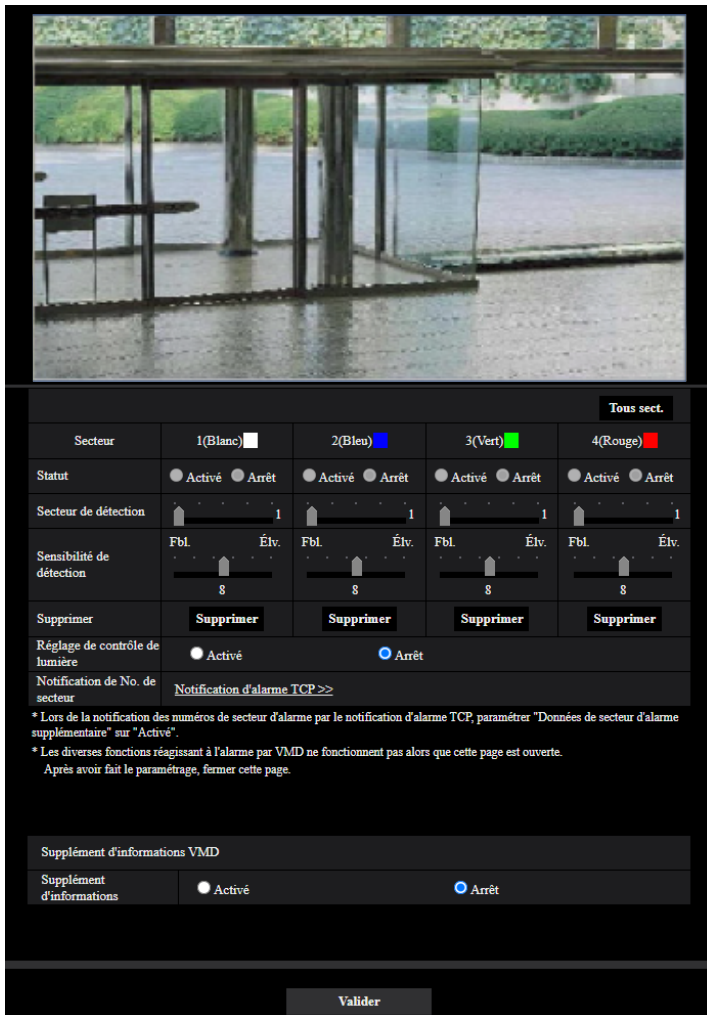 Tous sect.
Secteur 1(Blanc) 2(Bleu) 3(Vert) 4(Rouge)
Statut Activé Arrêt Activé Arrêt Activé Arrêt Activé Arrêt
Secteur de détection 1 1 1 1
Fbl. Élv. Fbl. Élv. Fbl. Élv. Fbl. Élv.
Sensibilité de
détection
8 8 8 8
Supprimer Supprimer Supprimer Supprimer Supprimer
Réglage de contrôle de
lumière
Activé Arrêt
Notification de No. de
secteur
Notification d'alarme TCP >>
* Lors de la notification des numéros de secteur d'alarme par le notification d'alarme TCP, paramétrer "Données de secteur d'alarme
supplémentaire" sur "Activé".
* Les diverses fonctions réagissant à l'alarme par VMD ne fonctionnent pas alors que cette page est ouverte.
Après avoir fait le paramétrage, fermer cette page.
Supplément d'informations VMD
Supplément
d'informations
Activé Arrêt
Valider